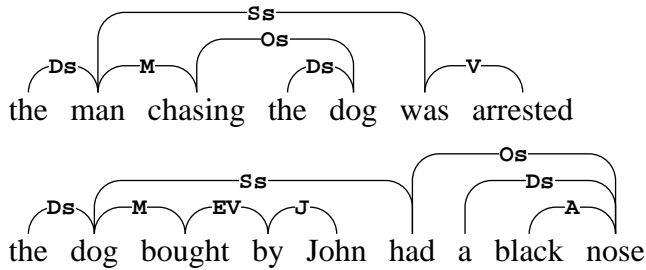 Ss
Os
Ds M Ds V
the man chasing the dog was arrested
Os
Ss Ds
Ds M EV J A
the dog bought by John had a black nose